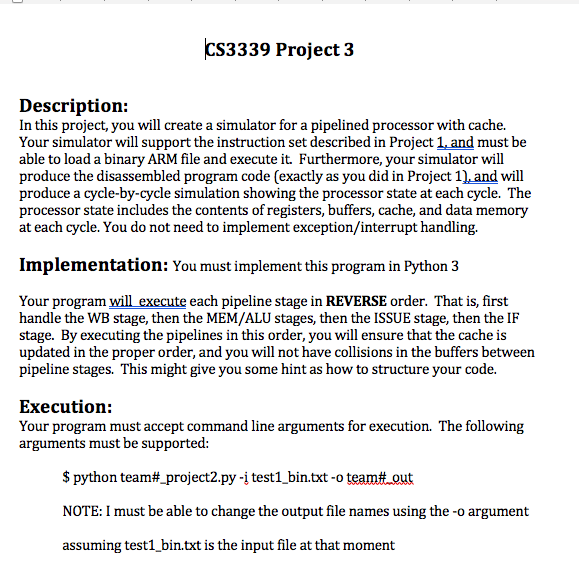 CS3339 Project 3
Description:
In this project, you will create a simulator for a pipelined processor with cache.
Your simulator will support the instruction set described in Project 1, and must be
able to load a binary ARM file and execute it.  Furthermore, your simulator will
produce the disassembled program code (exactly as you did in Project 1), and will
produce a cycle-by-cycle simulation showing the processor state at each cycle.  The
processor state includes the contents of registers, buffers, cache, and data memory
at each cycle. You do not need to implement exception/interrupt handling.
Implementation: You must implement this program in Python 3
Your program will  execute each pipeline stage in REVERSE order.  That is, first
handle the WB stage, then the MEM/ALU stages, then the ISSUE stage, then the IF
stage.  By executing the pipelines in this order, you will ensure that the cache is
updated in the proper order, and you will not have collisions in the buffers between
pipeline stages.  This might give you some hint as how to structure your code.
Execution:
Your program must accept command line arguments for execution.  The following
arguments must be supported:
$ python team#_project2.py -i test1_bin.txt -o team#_out
NOTE: I must be able to change the output file names using the -o argument
assuming test1_bin.txt is the input file at that moment